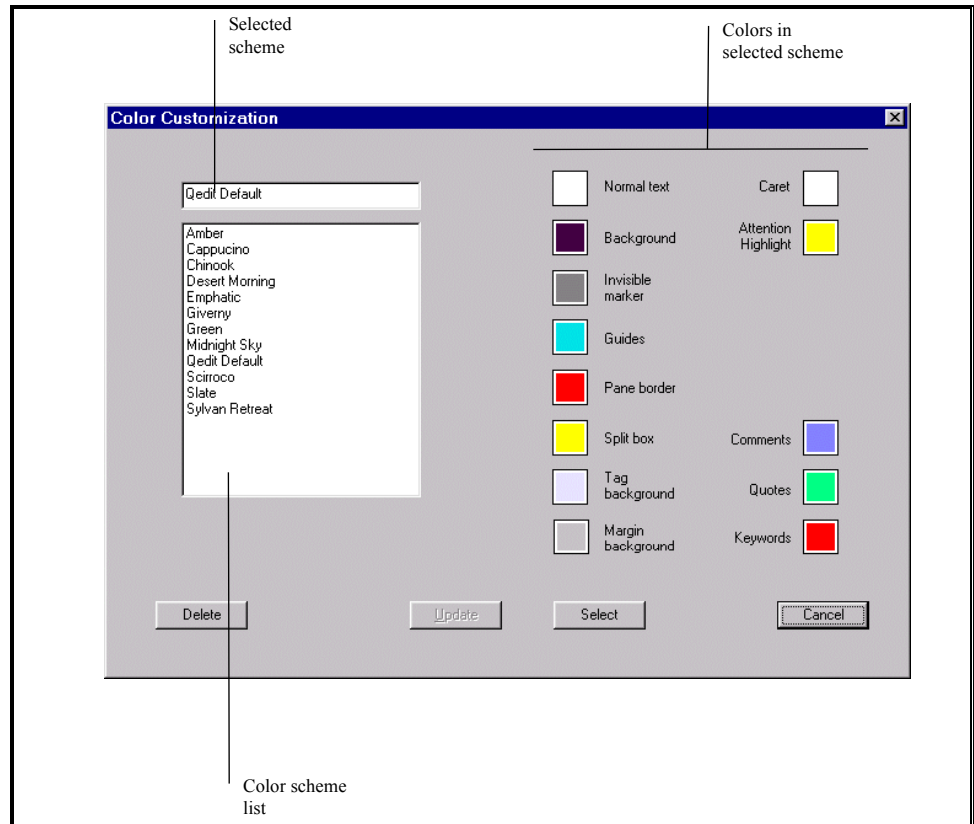 Selected
scheme
Colors in
selected scheme
Color Customization
Qedit Default
Amber
Cappucino
Chinook
Desert Morning
Emphatic
Giverny
Green
Midnight Sky
Qedit Default
Scirroco
Slate
Sylvan Retreat
Normal text
Caret
Background
Attention
Highlight
Invisible
marker
Guides
Pane border
Split box
Comments
Tag
background
Quotes
Margin
background
Keywords
Delete
Update
Select
Cancel
Color scheme
list